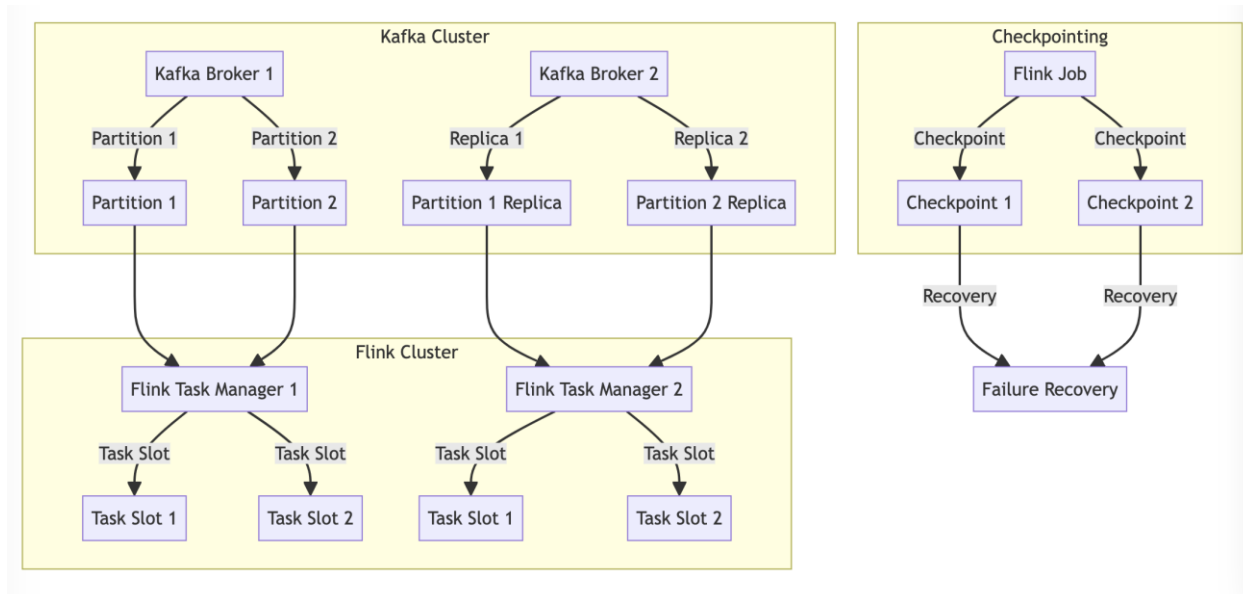 Kafka Cluster
Checkpointing
Kafka Broker 1
Kafka Broker 2
Flink Job
Partition 1
Partition 2
Replica 1
Replica 2
Checkpoint
Checkpoint
Partition 1
Partition 2
Partition 1 Replica
Partition 2 Replica
Checkpoint 1
Checkpoint 2
Recovery
Recovery
Flink Cluster
Flink Task Manager 1
Flink Task Manager 2
Failure Recovery
Task Slot
Task Slot
Task Slot
Task Slot
Task Slot 1
Task Slot 2
Task Slot 1
Task Slot 2